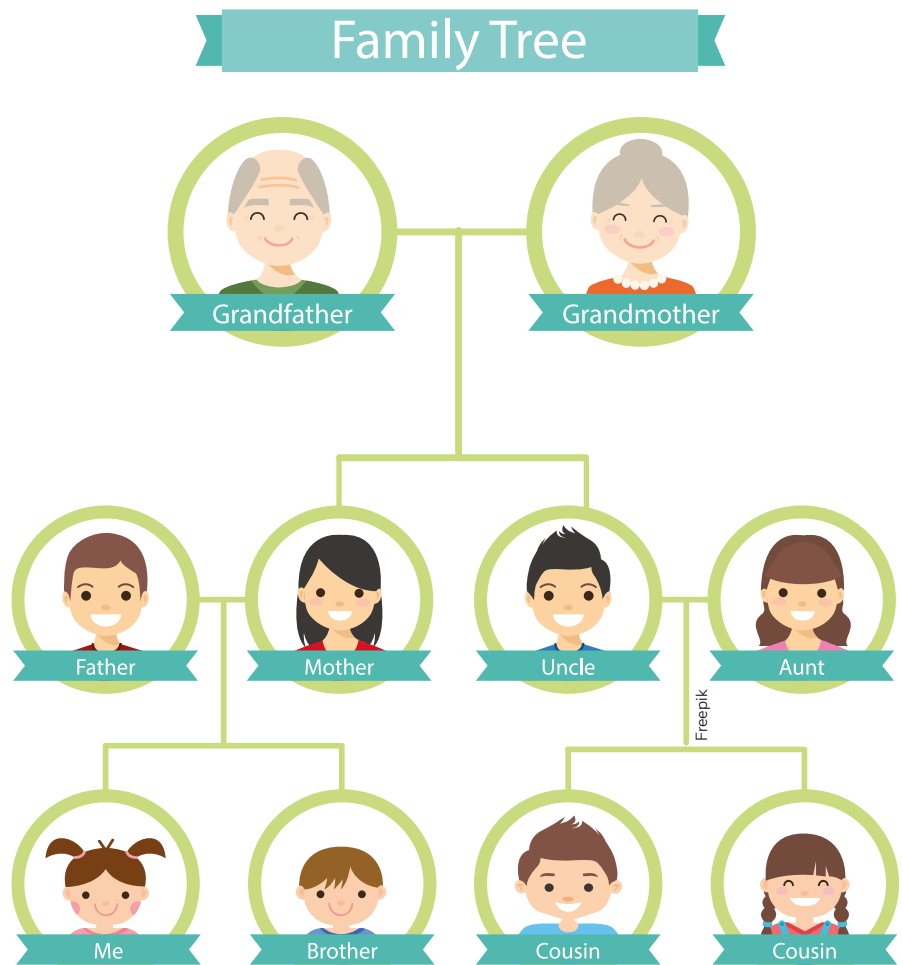 Family Tree
Grandfather
Grandmother
Father
Mother
Uncle
Aunt
Freepik
Me
Brother
Cousin
Cousin